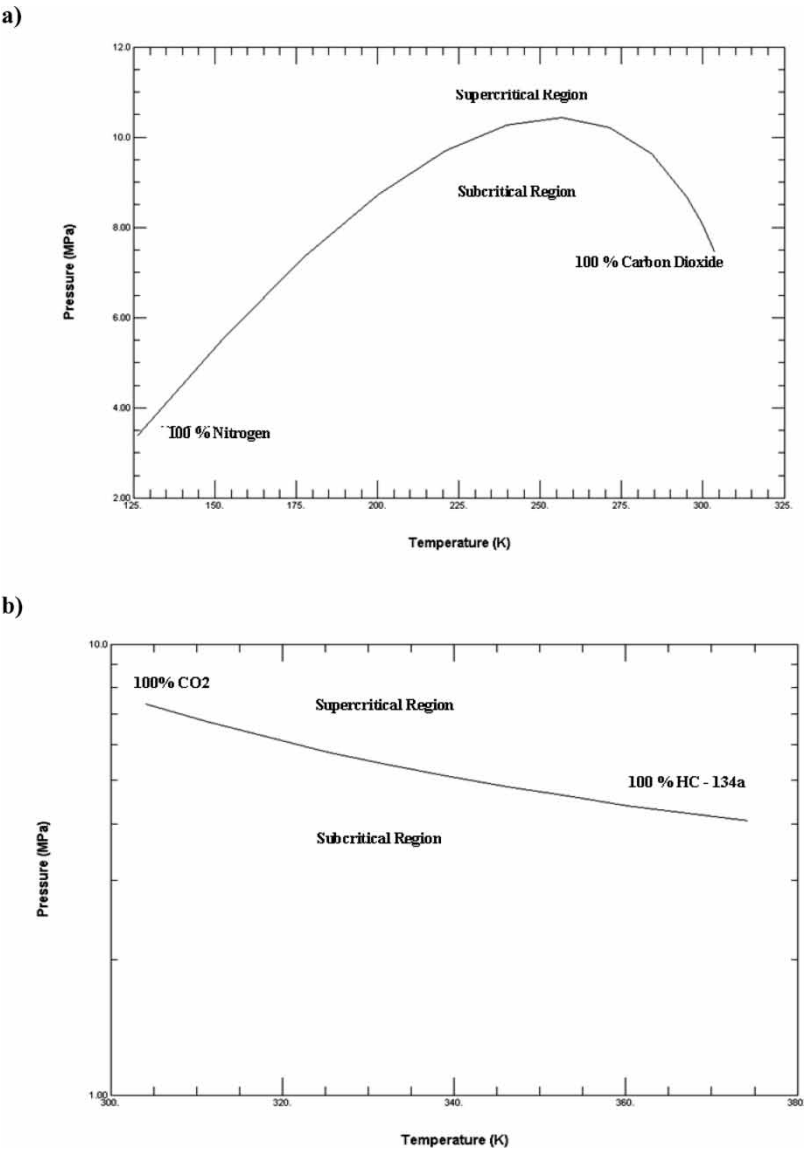 a)
12.0
Supercritical Region
10.0
Subcritical Region
8.00
100 % Carbon Dioxide
Pressure (MPa)
6.00
4.00
100 % Nitrogen
2.00
125. 150. 175. 200. 225. 250. 275. 300. 325.
Temperature (K)
b)
10.0
100% CO2
Supercritical Region
100 % HC - 134a
Subcritical Region
Pressure (MPa)
1.00
300. 320. 340. 360. 380
Temperature (K)